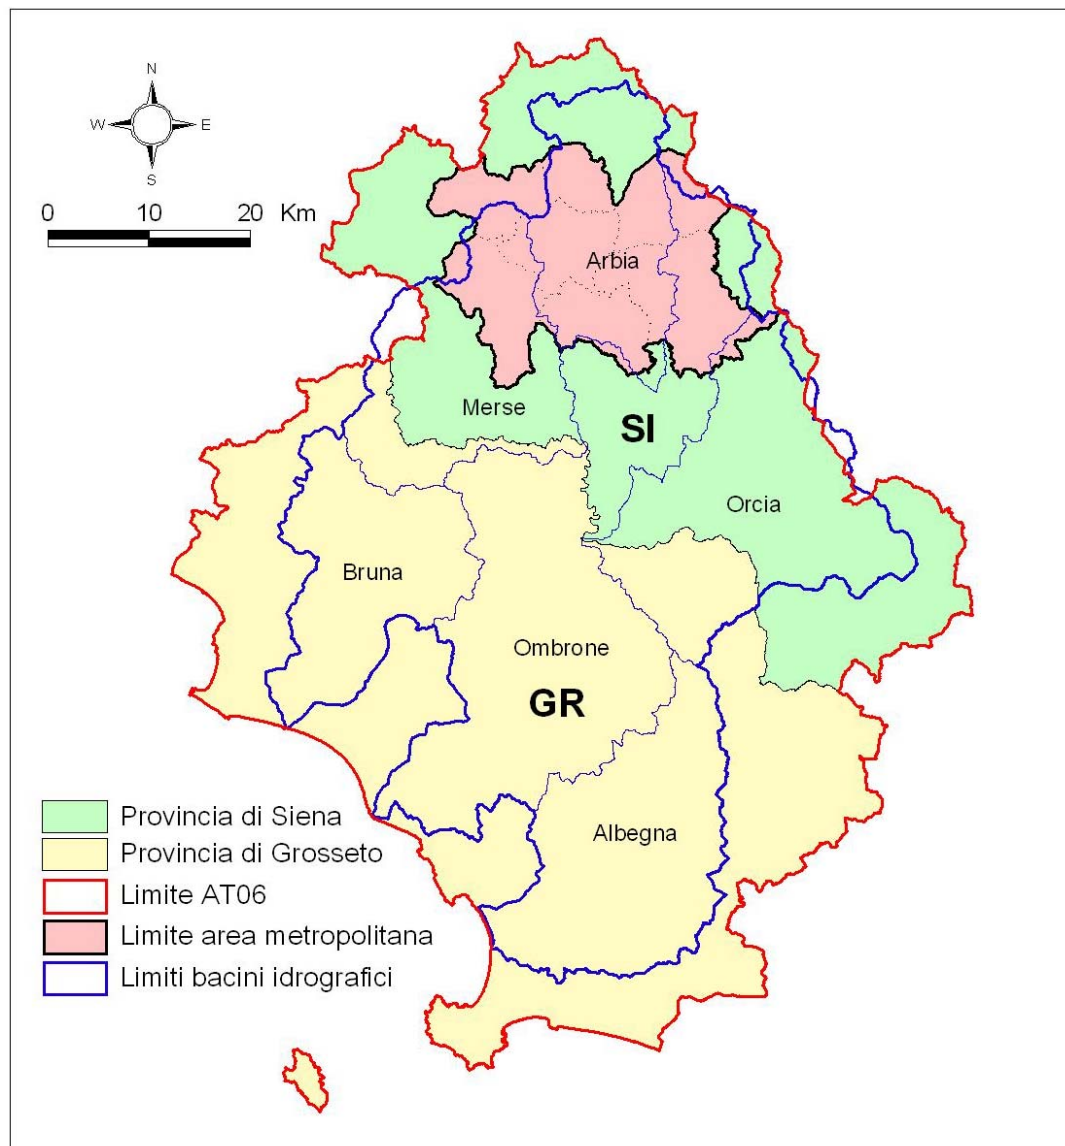 N
W E
S
0 10 20 Km
Arbia
Merse
SI
Orcia
Bruna
Ombrone
GR
Albegna
Provincia di Siena
Provincia di Grosseto
Limite AT06
Limite area metropolitana
Limiti bacini idrografici